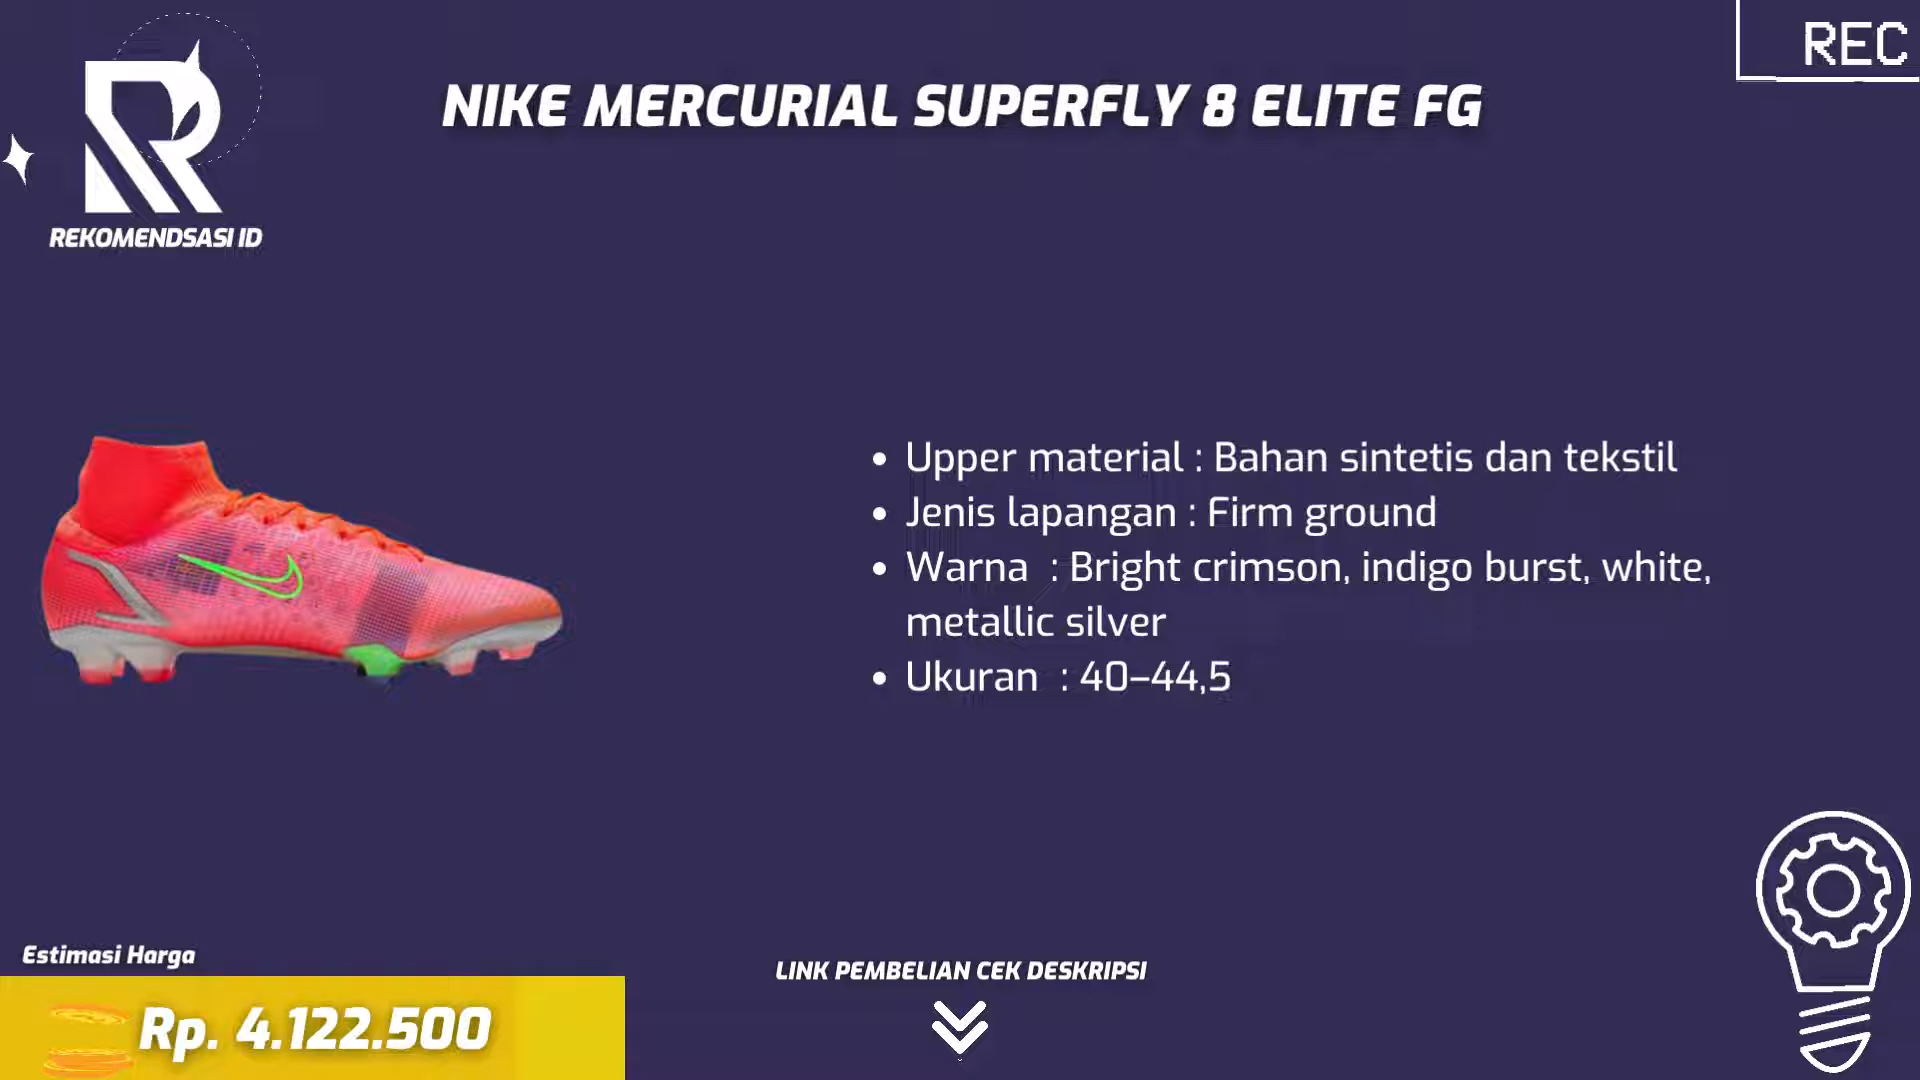 REC
NIKE MERCURIAL SUPERFLY 8 ELITE FG
REKOMENDSASI ID
• Upper material : Bahan sintetis dan tekstil
• Jenis lapangan : Firm ground
• Warna  : Bright crimson, indigo burst, white,
metallic silver
• Ukuran  : 40–44,5
Estimasi Harga
LINK PEMBELIAN CEK DESKRIPSI
Rp. 4.122.500